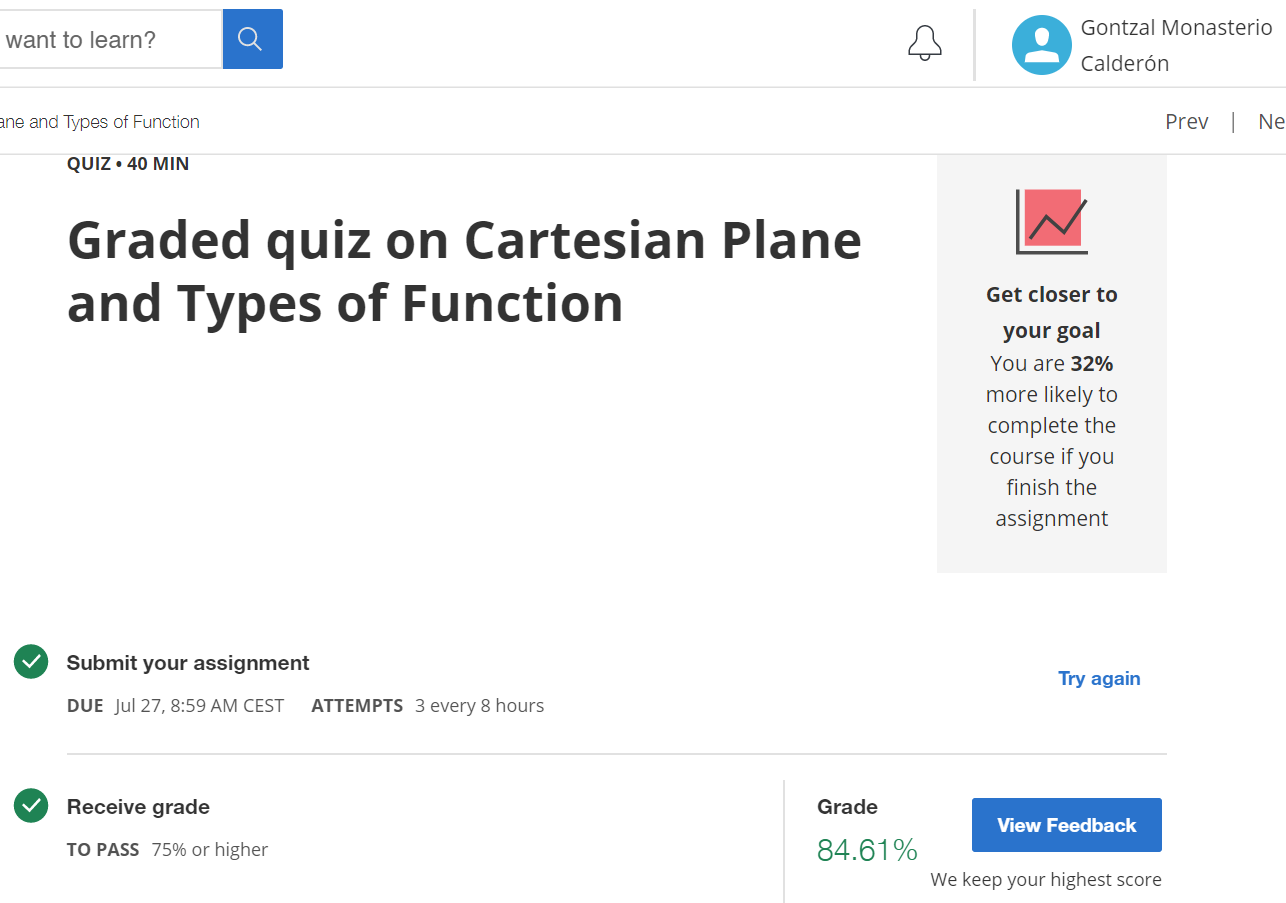 want to learn?
Gontzal Monasterio
Calderón
ane and Types of Function
Prev | Ne
QUIZ • 40 MIN
Graded quiz on Cartesian Plane
and Types of Function
Get closer to
your goal
You are 32%
more likely to
complete the
course if you
finish the
assignment
Submit your assignment
DUE Jul 27, 8:59 AM CEST ATTEMPTS 3 every 8 hours
Try again
Receive grade
TO PASS 75% or higher
Grade
84.61%
View Feedback
We keep your highest score